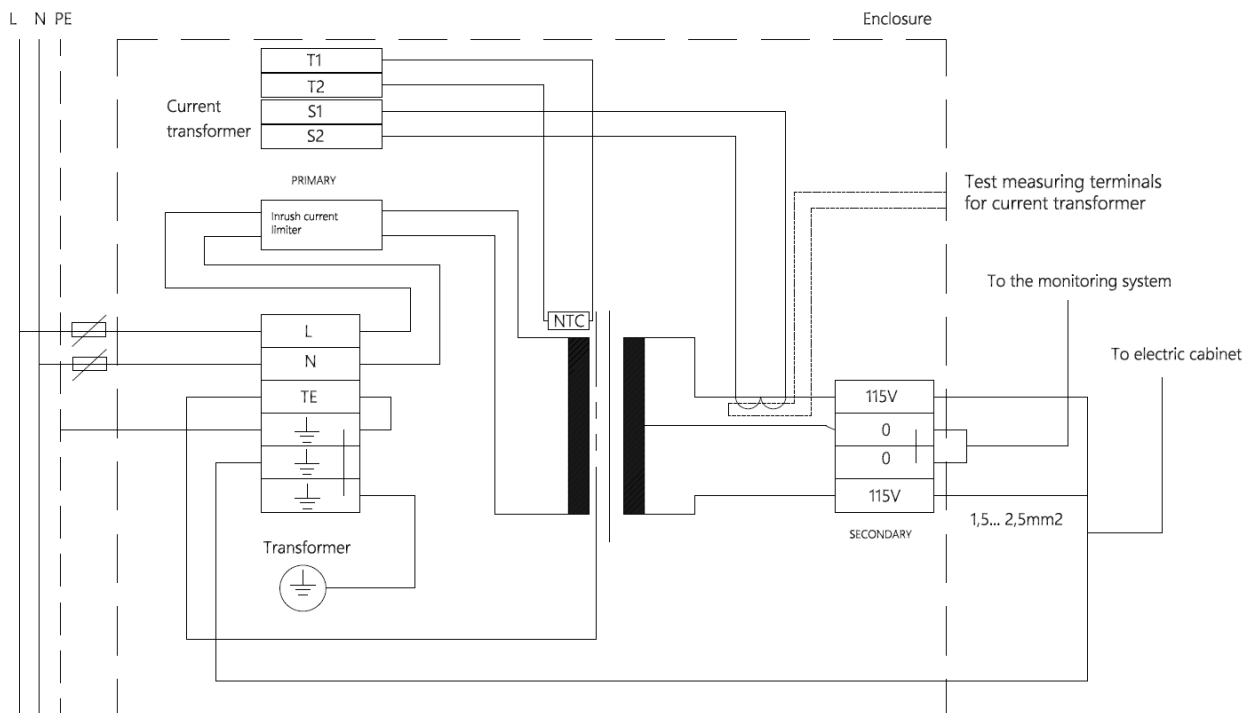 L N PE
Enclosure
T1
T2
S1
S2
Current
transformer
PRIMARY
Inrush current
limiter
Test measuring terminals
for current transformer
To the monitoring system
To electric cabinet
NTC
L
N
TE
115V
0
0
115V
SECONDARY
1,5... 2,5mm2
Transformer